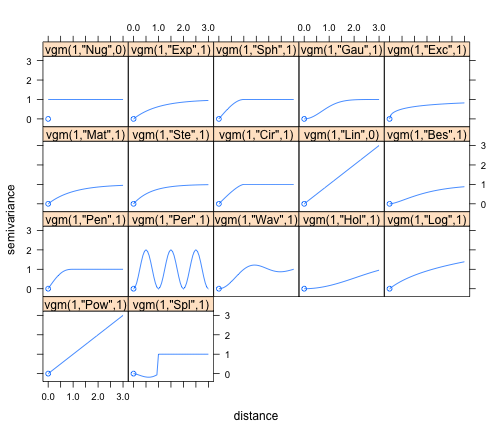 0.0 1.0 2.0 3.0 0.0 1.0 2.0 3.0
vgm(1,"Nug",0) vgm(1,"Exp",1) vgm(1,"Sph",1) vgm(1,"Gau",1) vgm(1,"Exc",1)
3
2
1
0
vgm(1,"Mat",1) vgm(1,"Ste",1) vgm(1,"Cir",1) vgm(1,"Lin",0) vgm(1,"Bes",1)
3
2
1
0
vgm(1,"Pen",1) vgm(1,"Per",1) vgm(1,"Wav",1) vgm(1,"Hol",1) vgm(1,"Log",1)
3
2
1
0
vgm(1,"Pow",1) vgm(1,"Spl",1)
3
2
1
0
0.0 1.0 2.0 3.0
semivariance
distance